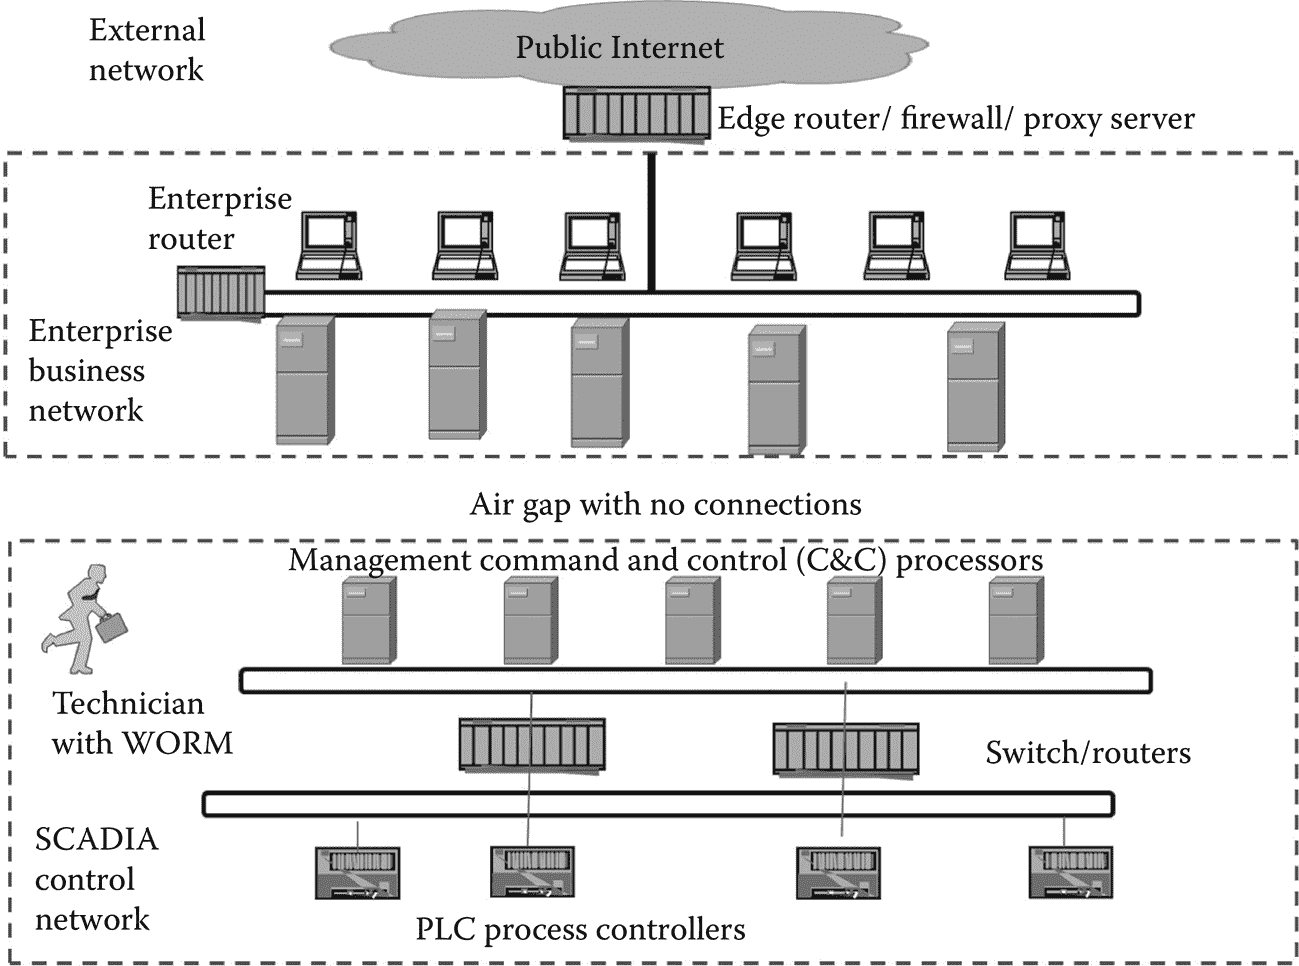 External
network
Public Internet
Edge router/ firewall/ proxy server
Enterprise
router
Enterprise
business
network
Air gap with no connections
Management command and control (C&C) processors
Technician
with WORM
Switch/routers
SCADIA
control
network
PLC process controllers